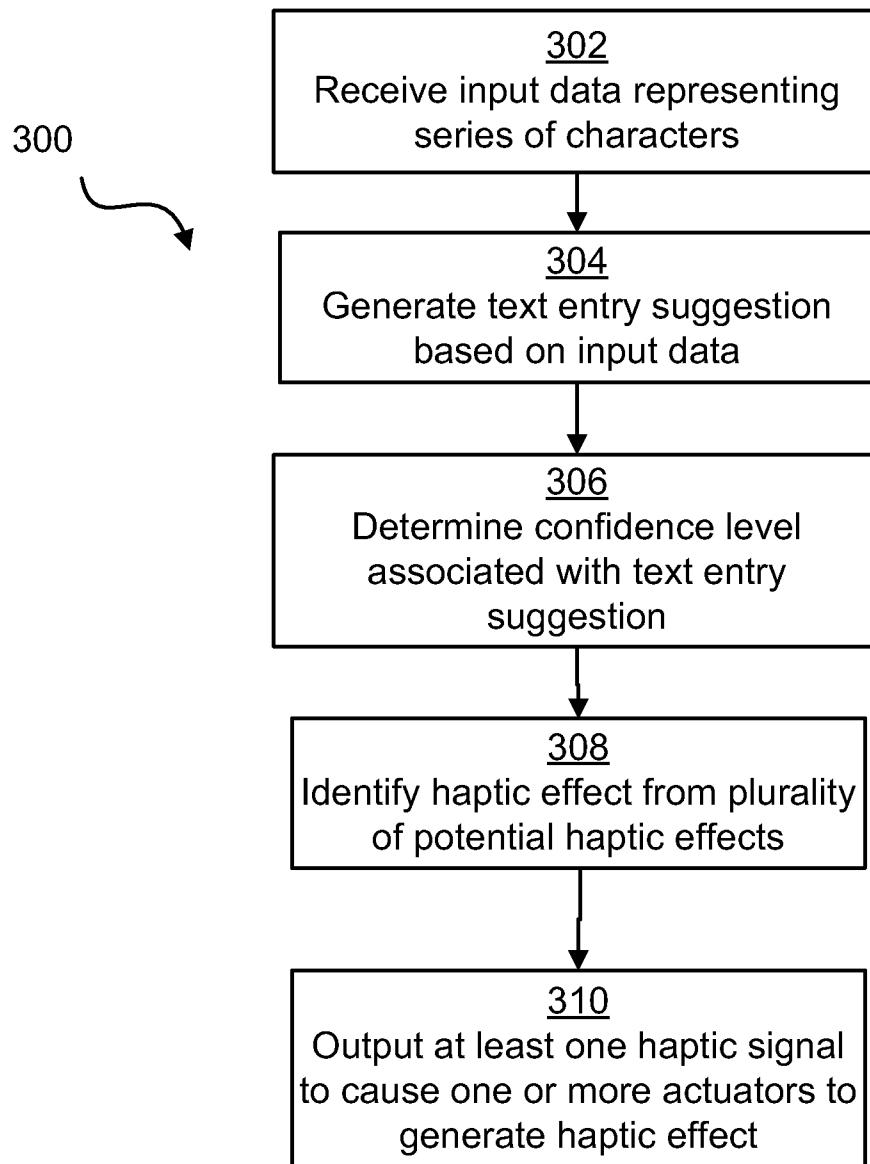 302
Receive input data representing
series of characters
300
304
Generate text entry suggestion
based on input data
306
Determine confidence level
associated with text entry
suggestion
308
Identify haptic effect from plurality
of potential haptic effects
310
Output at least one haptic signal
to cause one or more actuators to
generate haptic effect